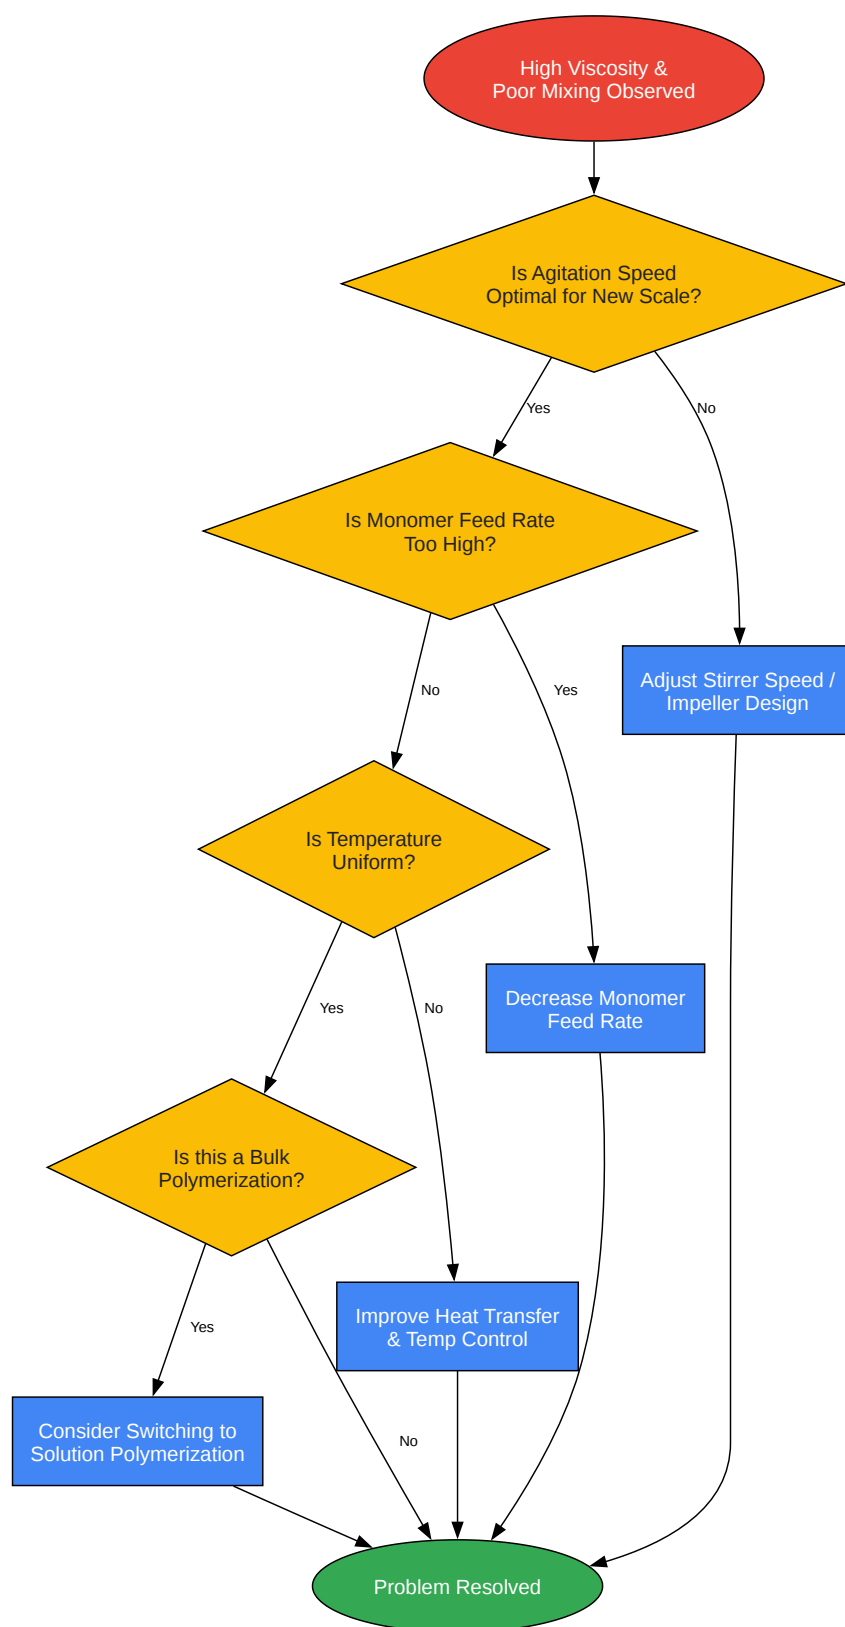 High Viscosity &
Poor Mixing Observed
Is Agitation Speed
Optimal for New Scale?
Yes
No
Is Monomer Feed Rate
Too High?
No
Yes
Adjust Stirrer Speed /
Impeller Design
Is Temperature
Uniform?
Yes
No
Decrease Monomer
Feed Rate
Is this a Bulk
Polymerization?
Yes
No
Improve Heat Transfer
& Temp Control
Consider Switching to
Solution Polymerization
Problem Resolved